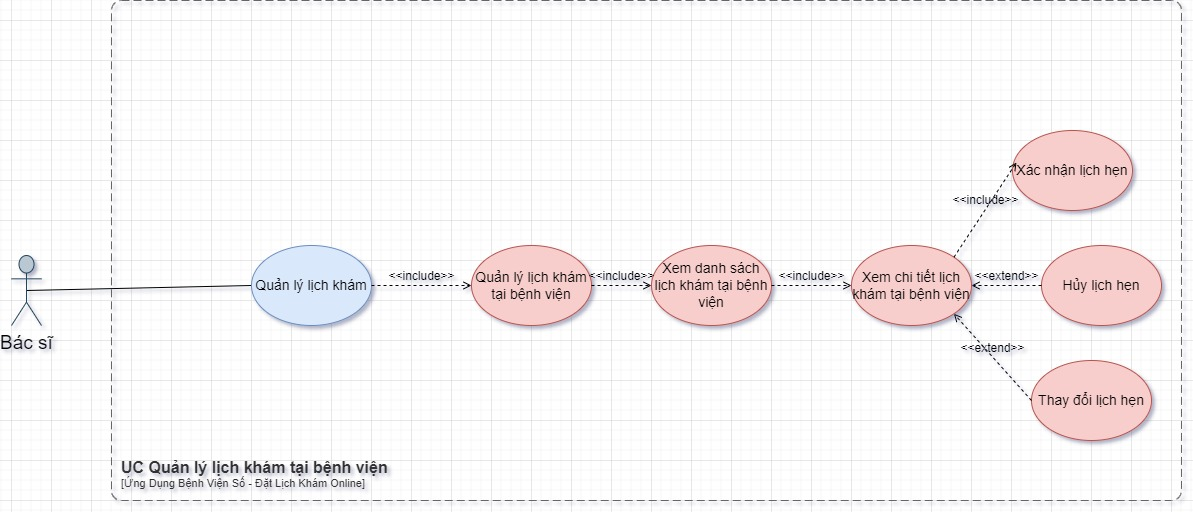 Xác nhận lịch hẹn
<<include>>
Bác sĩ
Quản lý lịch khám
<<include>>
Quản lý lịch khám
tại bệnh viện
<<include>>
Xem danh sách
lịch khám tại bệnh
viện
<<include>>
Xem chi tiết lịch
khám tại bệnh viện
<<extend>>
Hủy lịch hẹn
<<extend>>
Thay đổi lịch hẹn
UC Quản lý lịch khám tại bệnh viện
[Ứng Dụng Bệnh Viện Số - Đặt Lịch Khám Online]